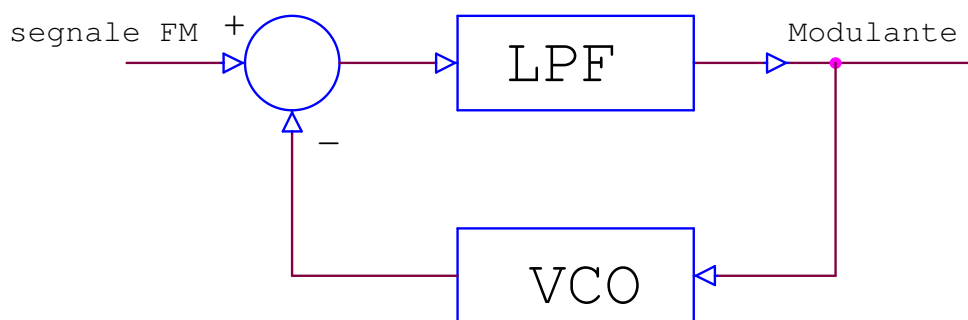 segnale FM
+
LPF
Modulante
−
VCO